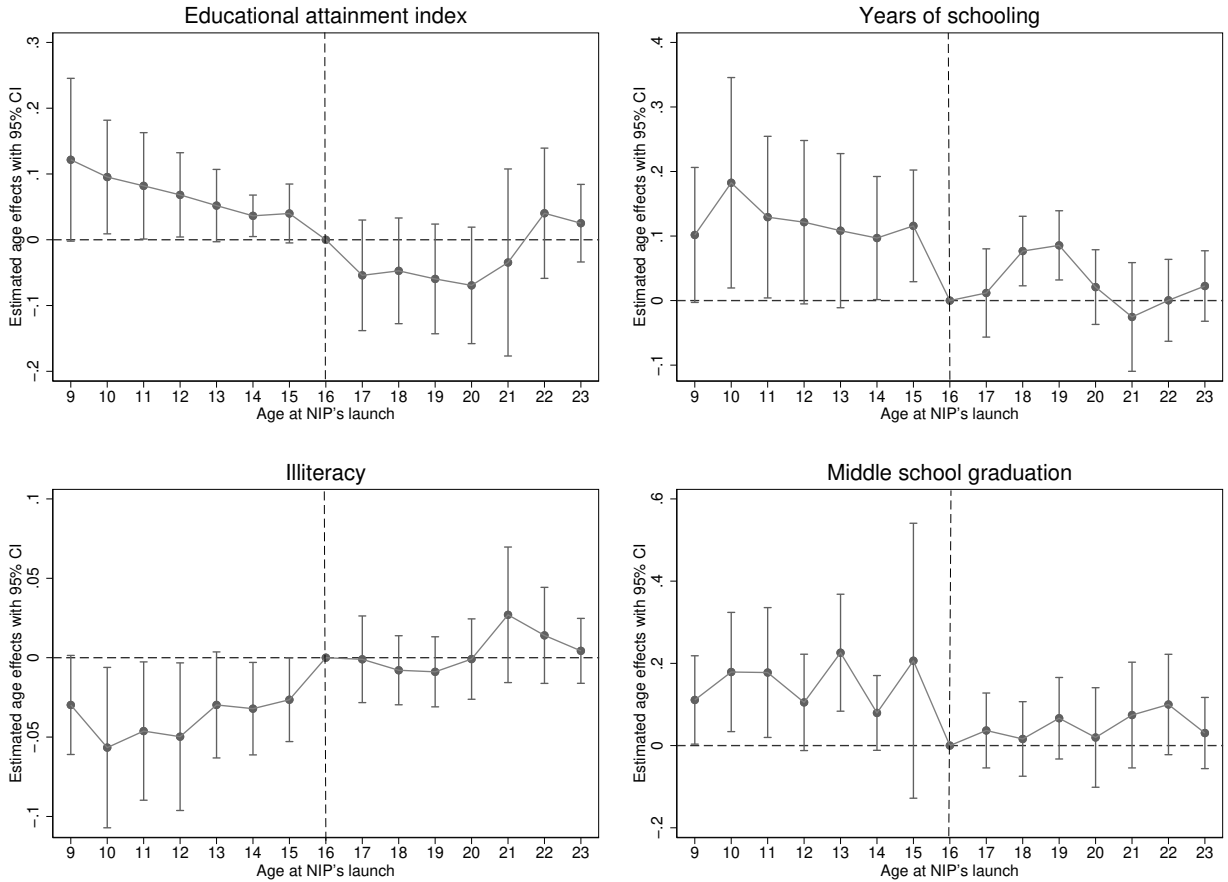 Educational attainment index
Estimated age effects with 95% CI
.3
.2
.1
0
-.1
-.2
9 10 11 12 13 14 15 16 17 18 19 20 21 22 23
Age at NIP's launch
Years of schooling
Estimated age effects with 95% CI
.4
.3
.2
.1
0
-.1
9 10 11 12 13 14 15 16 17 18 19 20 21 22 23
Age at NIP's launch
Illiteracy
Estimated age effects with 95% CI
.1
.05
0
-.05
-.1
9 10 11 12 13 14 15 16 17 18 19 20 21 22 23
Age at NIP's launch
Middle school graduation
Estimated age effects with 95% CI
.6
.4
.2
0
-.2
9 10 11 12 13 14 15 16 17 18 19 20 21 22 23
Age at NIP's launch